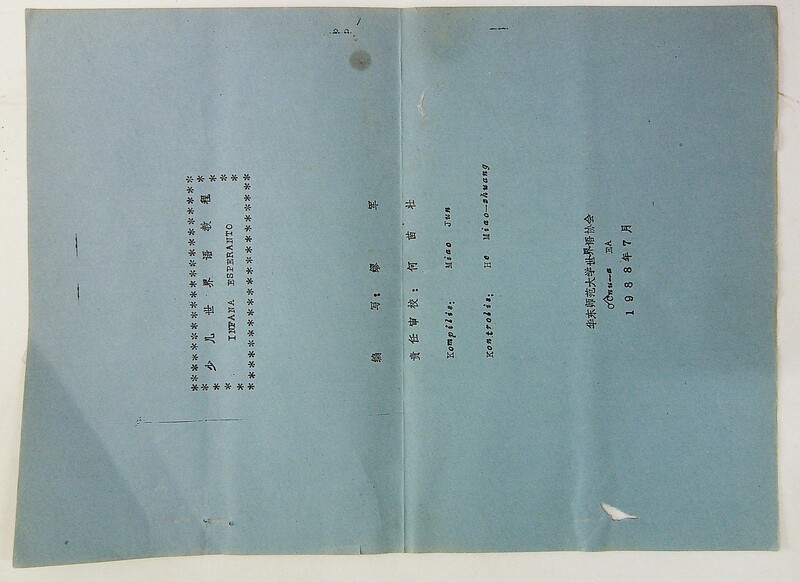 少儿世界语教程
INFANA ESPERANTO
编 写: 缪 军
责任审校: 何苗壮
Kompilis: Miao Jun
Kontrolis: He Miao-zhuang
华东师范大学世界语协会
EA
1988年7月